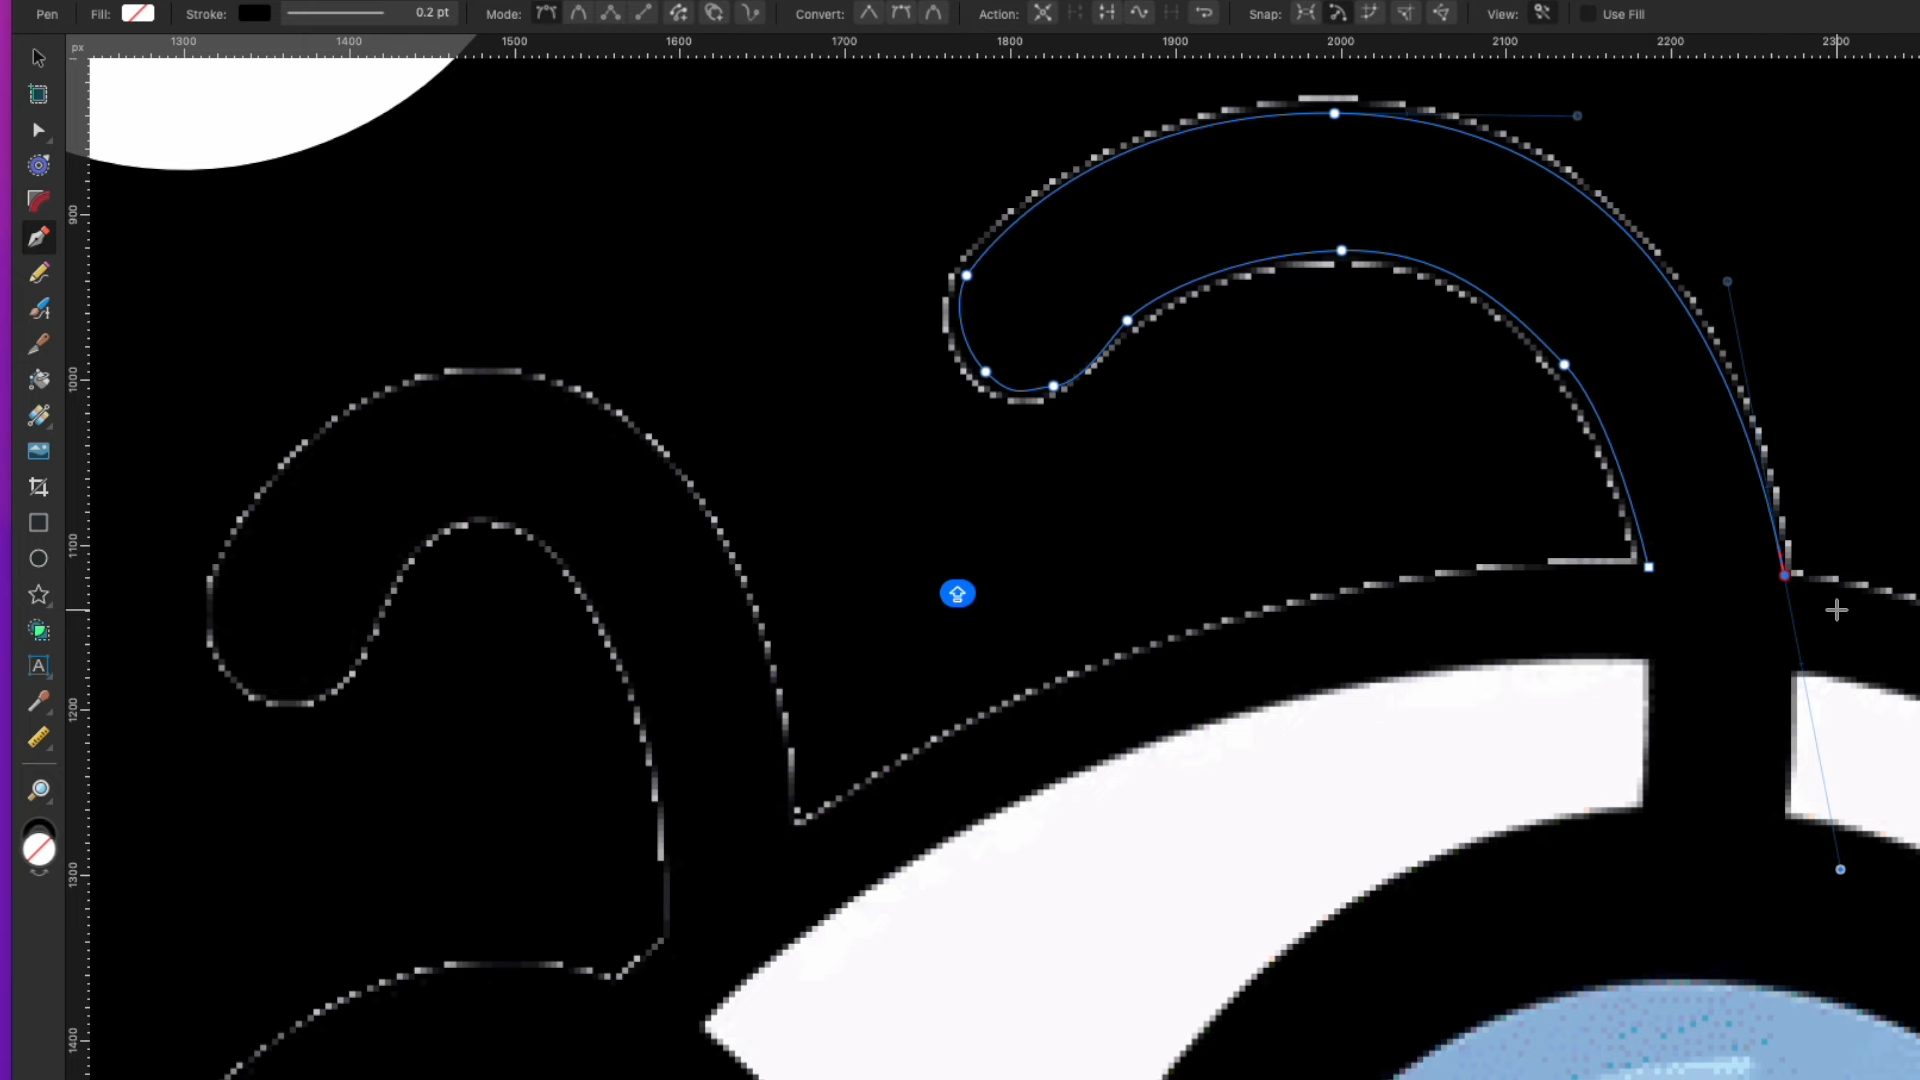 Pen Fill: Stroke: 0.2 pt Mode: Convert: Action: Snap: View: Use Fill
px 1300 1400 1500 1600 1700 1800 1900 2000 2100 2200 2300
900
1000
1100
1200
A
1300
1400